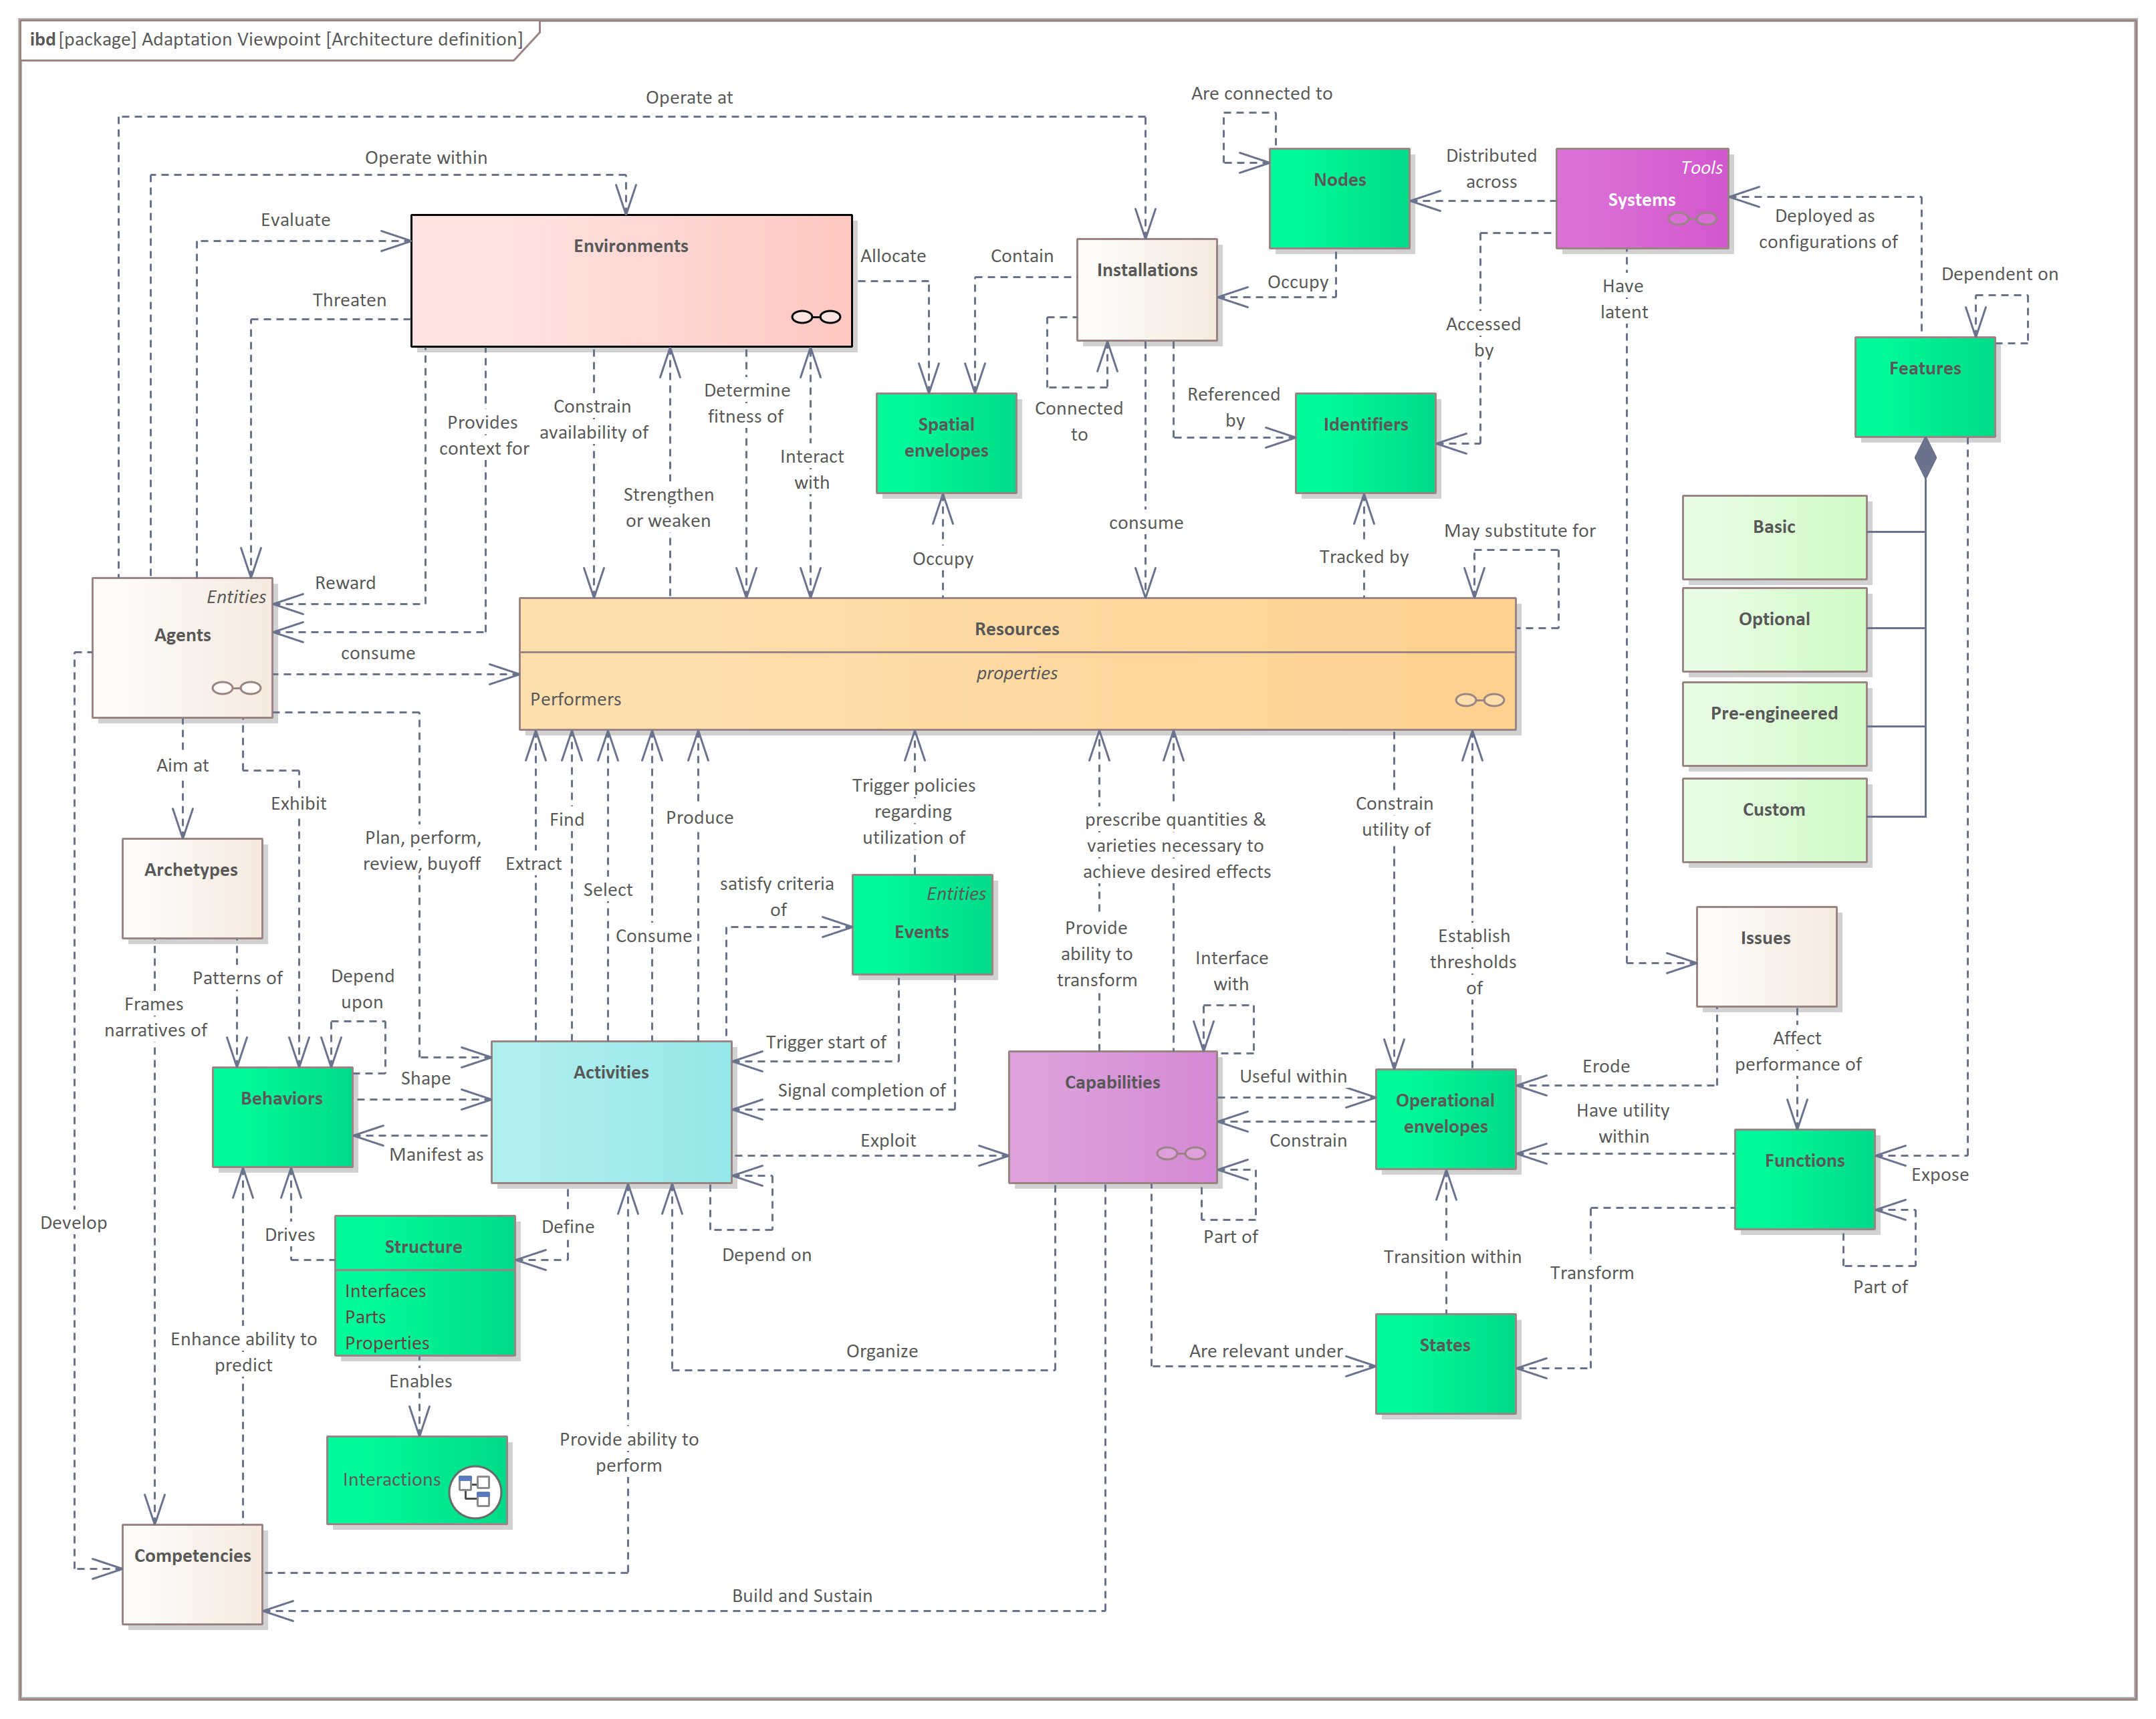 ibd [package] Adaptation Viewpoint [Architecture definition]
Operate at
Are connected to
Operate within
Nodes
Distributed
across
Tools
Systems
Evaluate
Environments
Allocate
Contain
Installations
Occupy
Deployed as
configurations of
Dependent on
Threaten
Have
latent
Accessed
by
Features
Provides
context for
Constrain
availability of
Determine
fitness of
Strengthen
or weaken
Interact
with
Spatial
envelopes
Connected
to
Referenced
by
Identifiers
consume
Occupy
Tracked by
May substitute for
Basic
Optional
Pre-engineered
Custom
Entities
Agents
Reward
consume
Resources
properties
Performers
Aim at
Exhibit
Archetypes
Plan, perform,
review, buyoff
Extract
Find
Select
Consume
Produce
Trigger policies
regarding
utilization of
satisfy criteria
of
Entities
Events
prescribe quantities &
varieties necessary to
achieve desired effects
Provide
ability to
transform
Interface
with
Constrain
utility of
Establish
thresholds
of
Issues
Patterns of
Depend
upon
Frames
narratives of
Trigger start of
Signal completion of
Affect
performance of
Erode
Behaviors
Shape
Manifest as
Activities
Exploit
Capabilities
Useful within
Constrain
Operational
envelopes
Have utility
within
Functions
Expose
Part of
Develop
Drives
Structure
Interfaces
Parts
Properties
Define
Depend on
Part of
Transition within
Transform
Enhance ability to
predict
Enables
Organize
Are relevant under
States
Interactions
Provide ability to
perform
Competencies
Build and Sustain